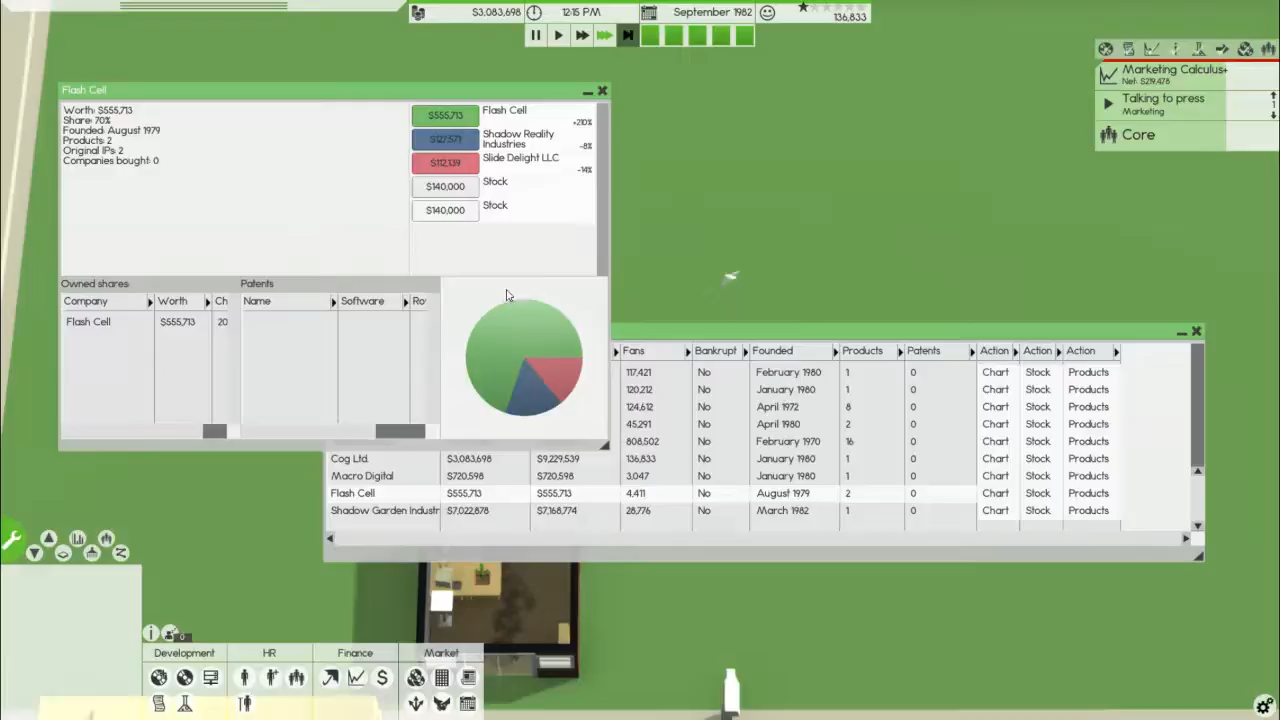 $3,083,698
12:15 PM
September 1982
136,833
Marketing Calculus+
Net: $219,478
Talking to press
Marketing
Core
Flash Cell
Worth: $555,713
Share: 70%
Founded: August 1979
Products: 2
Original IPs: 2
Companies bought: 0
$555,713 Flash Cell
+210%
Shadow Reality
Industries
-8%
$112,139 Slide Delight LLC
-14%
$140,000 Stock
$140,000 Stock
Owned shares Patents
Company Worth Ch Name Software Ro
Flash Cell $555,713 20
Fans Bankrupt Founded Products Patents Action Action Action
117,421 No February 1980 1 0 Chart Stock Products
120,212 No January 1980 1 0 Chart Stock Products
124,612 No April 1972 8 0 Chart Stock Products
45,291 No April 1980 2 0 Chart Stock Products
808,502 No February 1970 16 0 Chart Stock Products
Cog Ltd. $3,083,698 $9,229,539 136,833 No January 1980 1 0 Chart Stock Products
Macro Digital $720,598 $720,598 3,047 No January 1980 1 0 Chart Stock Products
Flash Cell $555,713 $555,713 4,411 No August 1979 2 0 Chart Stock Products
Shadow Garden Industr $7,022,878 $7,168,774 28,776 No March 1982 1 0 Chart Stock Products
0
Development HR Finance Market